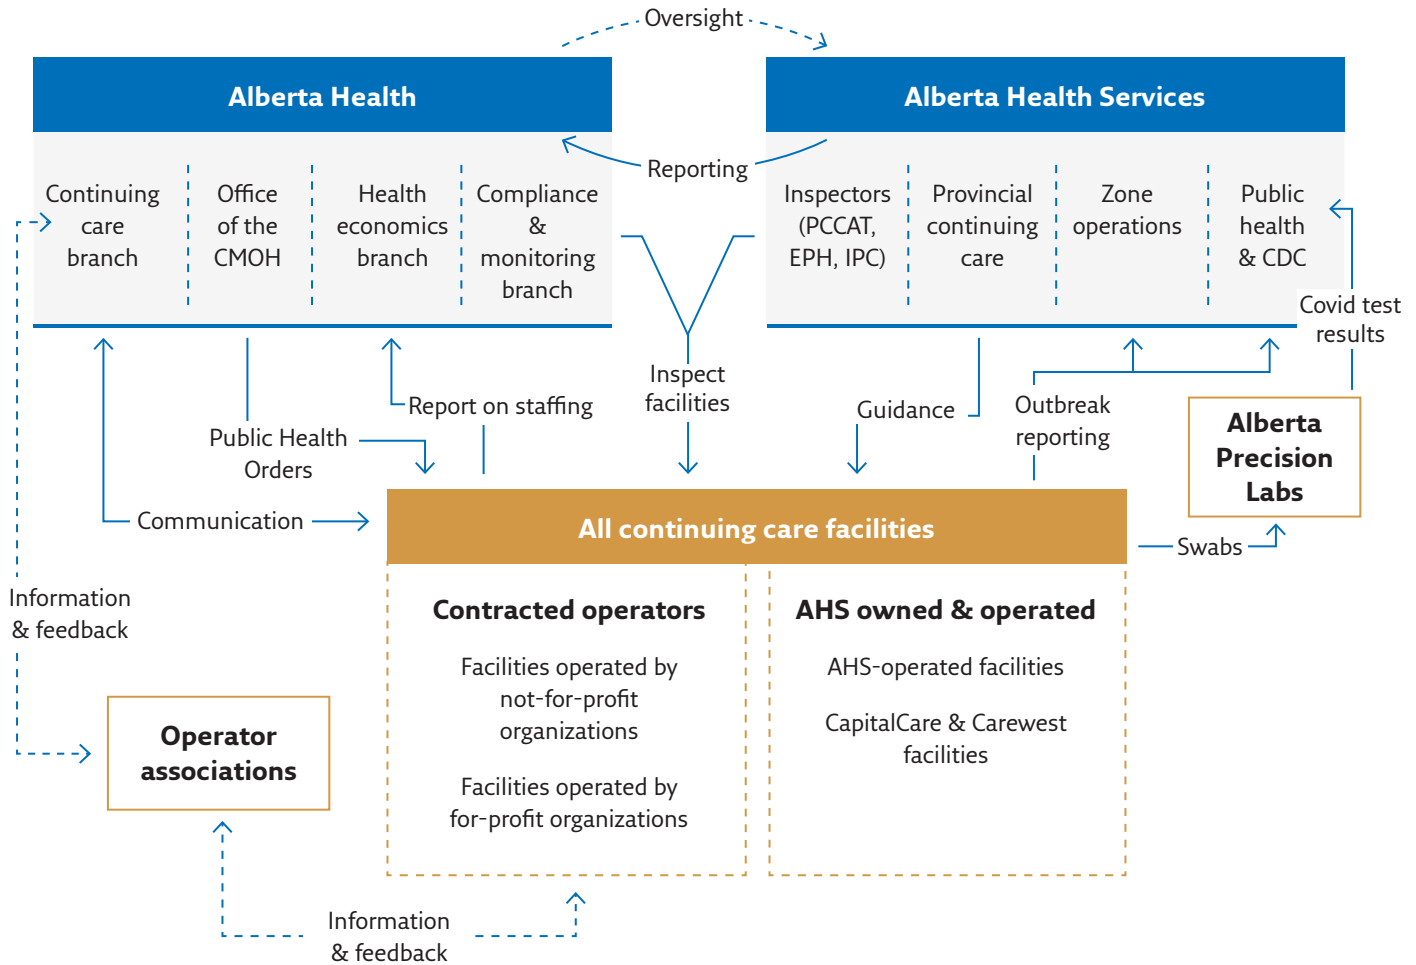 Oversight
Alberta Health
Alberta Health Services
Reporting
Continuing
care
branch
Office
of the
CMOH
Health
economics
branch
Compliance
&
monitoring
branch
Inspectors
(PCCAT,
EPH, IPC)
Provincial
continuing
care
Zone
operations
Public
health
& CDC
Covid test
results
Inspect
facilities
Report on staffing
Guidance
Outbreak
reporting
Public Health
Orders
Alberta
Precision
Labs
Communication
All continuing care facilities
Swabs
Information
& feedback
Contracted operators
Facilities operated by
not-for-profit
organizations
Facilities operated by
for-profit organizations
AHS owned & operated
AHS-operated facilities
CapitalCare & Carewest
facilities
Operator
associations
Information
& feedback